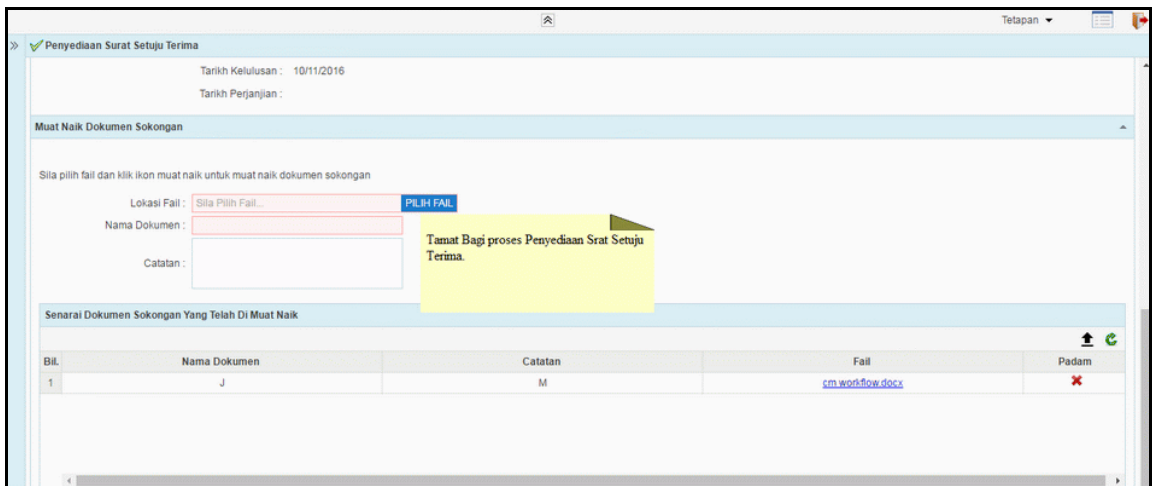 Tetapan
Penyediaan Surat Setuju Terima
Tarikh Kelulusan : 10/11/2016
Tarikh Perjanjian :
Muat Naik Dokumen Sokongan
Sila pilih fail dan klik ikon muat naik untuk muat naik dokumen sokongan
Lokasi Fail : Sila Pilih Fail... PILIH FAIL
Nama Dokumen :
Tamat Bagi proses Penyediaan Srat Setuju
Terima.
Catatan :
Senarai Dokumen Sokongan Yang Telah Di Muat Naik
Bil. Nama Dokumen Catatan Fail Padam
1 J M cm.workflow.docx